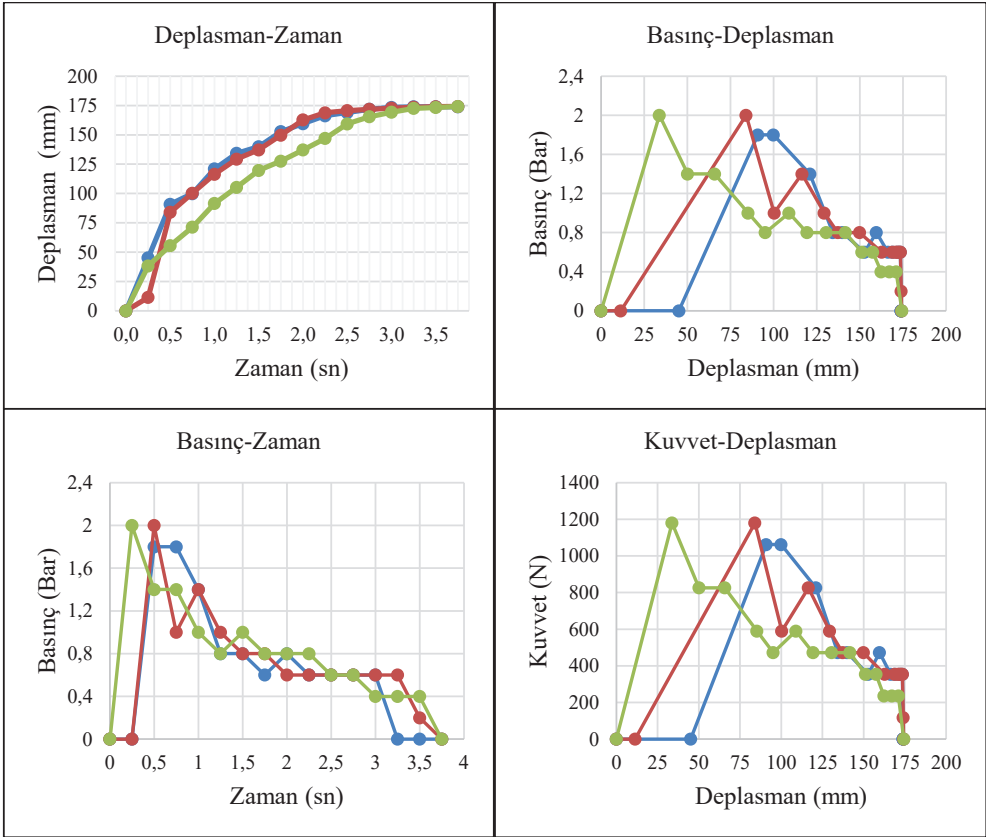 Deplasman-Zaman
Deplasman (mm)
200
175
150
125
100
75
50
25
0
0,0 0,5 1,0 1,5 2,0 2,5 3,0 3,5
Zaman (sn)
Basınç-Deplasman
Basınç (Bar)
2,4
2
1,6
1,2
0,8
0,4
0
0 25 50 75 100 125 150 175 200
Deplasman (mm)
Basınç-Zaman
Basınç (Bar)
2,4
2
1,6
1,2
0,8
0,4
0
0 0,5 1 1,5 2 2,5 3 3,5 4
Zaman (sn)
Kuvvet-Deplasman
Kuvvet (N)
1400
1200
1000
800
600
400
200
0
0 25 50 75 100 125 150 175 200
Deplasman (mm)